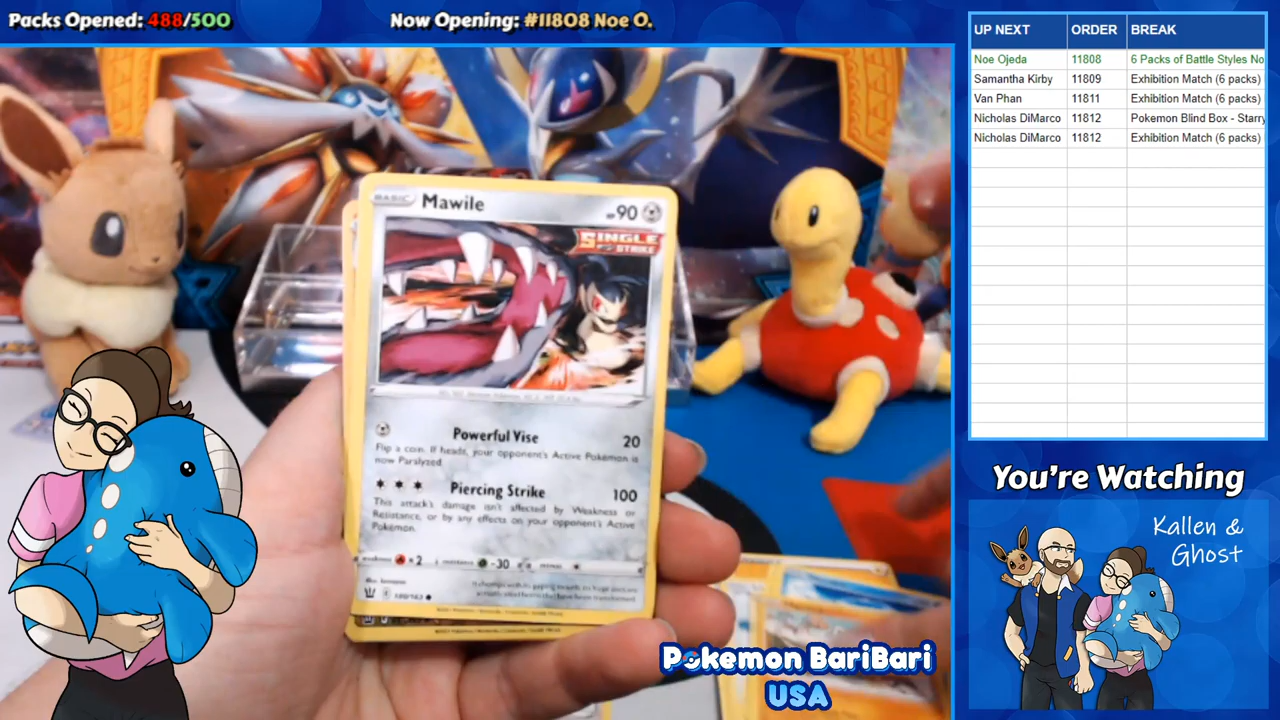 Packs Opened: 488/500
Now Opening: #11808 Noe O.
UP NEXT ORDER BREAK
Noe Ojeda 11808 6 Packs of Battle Styles No
Samantha Kirby 11809 Exhibition Match (6 packs)
Van Phan 11811 Exhibition Match (6 packs)
Nicholas DiMarco 11812 Pokemon Blind Box - Starry
Nicholas DiMarco 11812 Exhibition Match (6 packs)
BASIC Mawile HP 90
SINGLE STRIKE
Powerful Vise 20
Flip a coin. If heads, your opponent's Active Pokémon is
now Paralyzed.
Piercing Strike 100
This attack's damage isn't affected by Weakness or
Resistance, or by any effects on your opponent's Active
Pokémon.
×2 -30
You're Watching
Kallen &
Ghost
Pokemon BariBari
USA